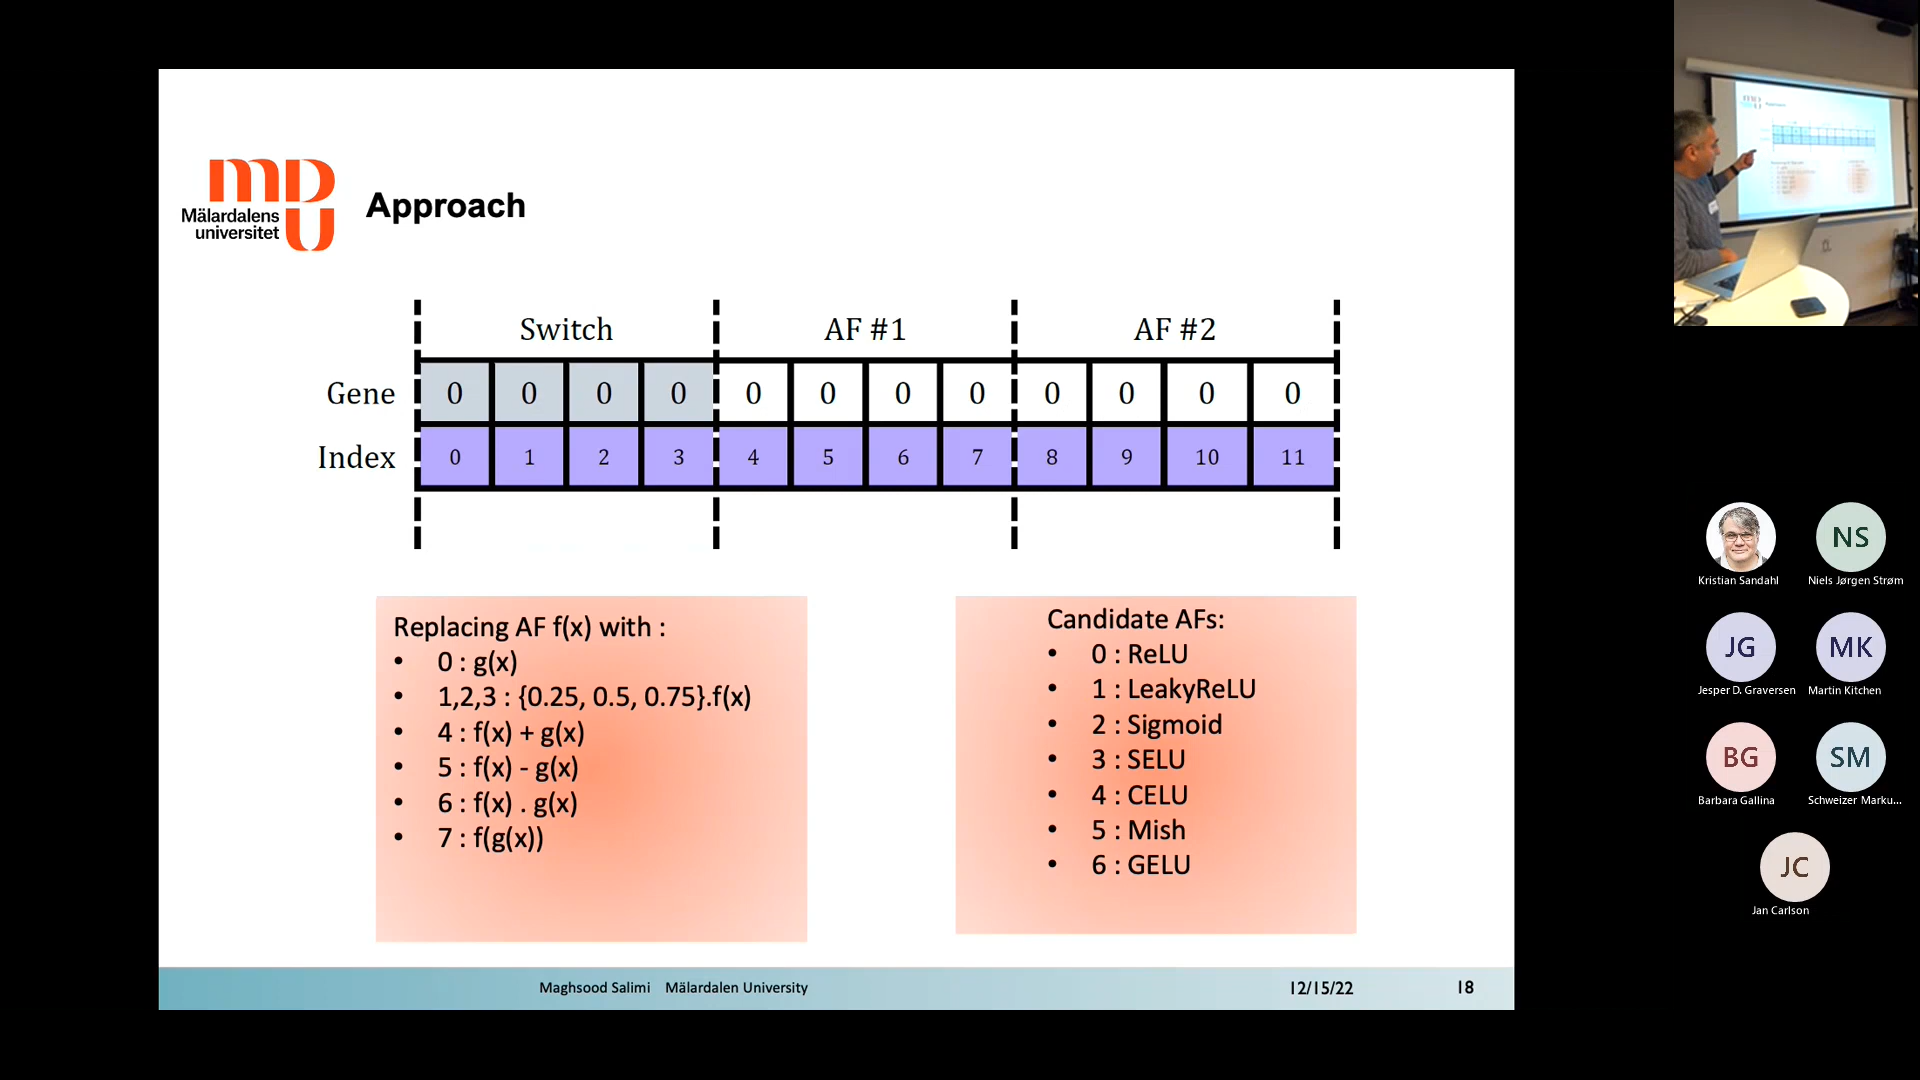 mDU
Mälardalens
universitet
Approach
Switch AF #1 AF #2
Gene 0 0 0 0 0 0 0 0 0 0 0 0
Index 0 1 2 3 4 5 6 7 8 9 10 11
Replacing AF f(x) with :
• 0 : g(x)
• 1,2,3 : {0.25, 0.5, 0.75}.f(x)
• 4 : f(x) + g(x)
• 5 : f(x) - g(x)
• 6 : f(x) . g(x)
• 7 : f(g(x))
Candidate AFs:
• 0 : ReLU
• 1 : LeakyReLU
• 2 : Sigmoid
• 3 : SELU
• 4 : CELU
• 5 : Mish
• 6 : GELU
Maghsood Salimi Mälardalen University 12/15/22 18
NS
Kristian Sandahl Niels Jørgen Strøm
JG MK
Jesper D. Graversen Martin Kitchen
BG SM
Barbara Gallina Schweizer Marku...
JC
Jan Carlson